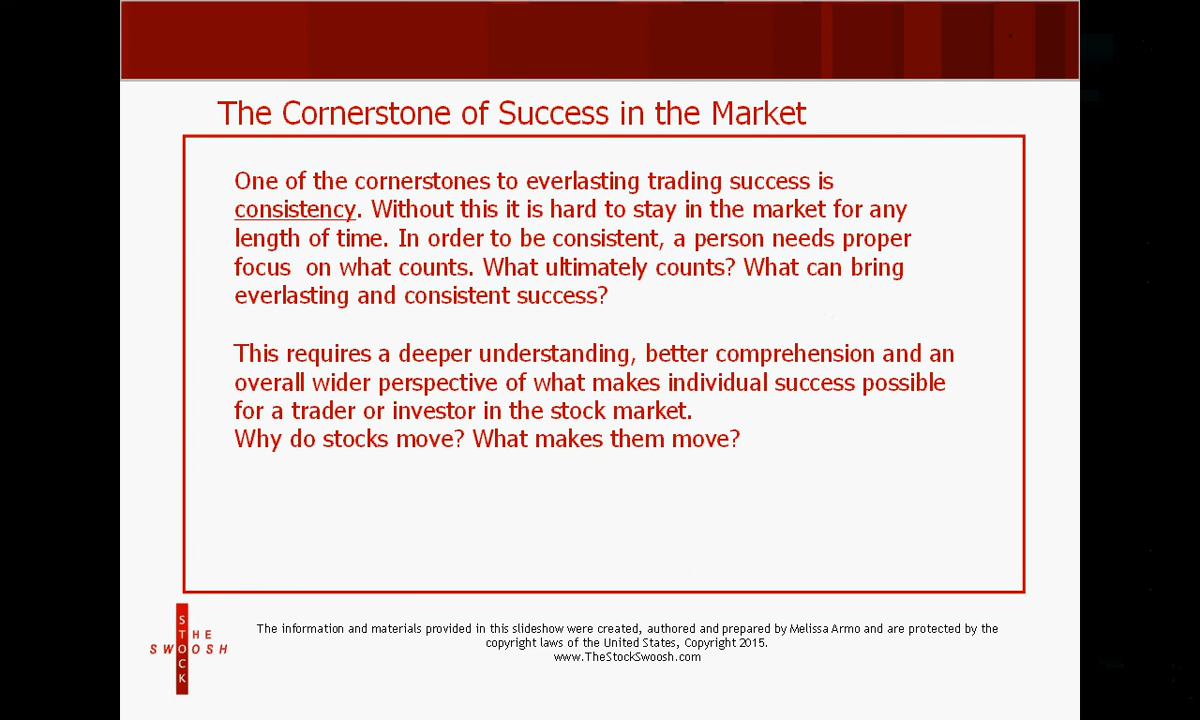 The Cornerstone of Success in the Market
One of the cornerstones to everlasting trading success is
consistency. Without this it is hard to stay in the market for any
length of time. In order to be consistent, a person needs proper
focus  on what counts. What ultimately counts? What can bring
everlasting and consistent success?
This requires a deeper understanding, better comprehension and an
overall wider perspective of what makes individual success possible
for a trader or investor in the stock market.
Why do stocks move? What makes them move?
THE
STOCK
SWOOSH
The information and materials provided in this slideshow were created, authored and prepared by Melissa Armo and are protected by the
copyright laws of the United States, Copyright 2015.
www.TheStockSwoosh.com